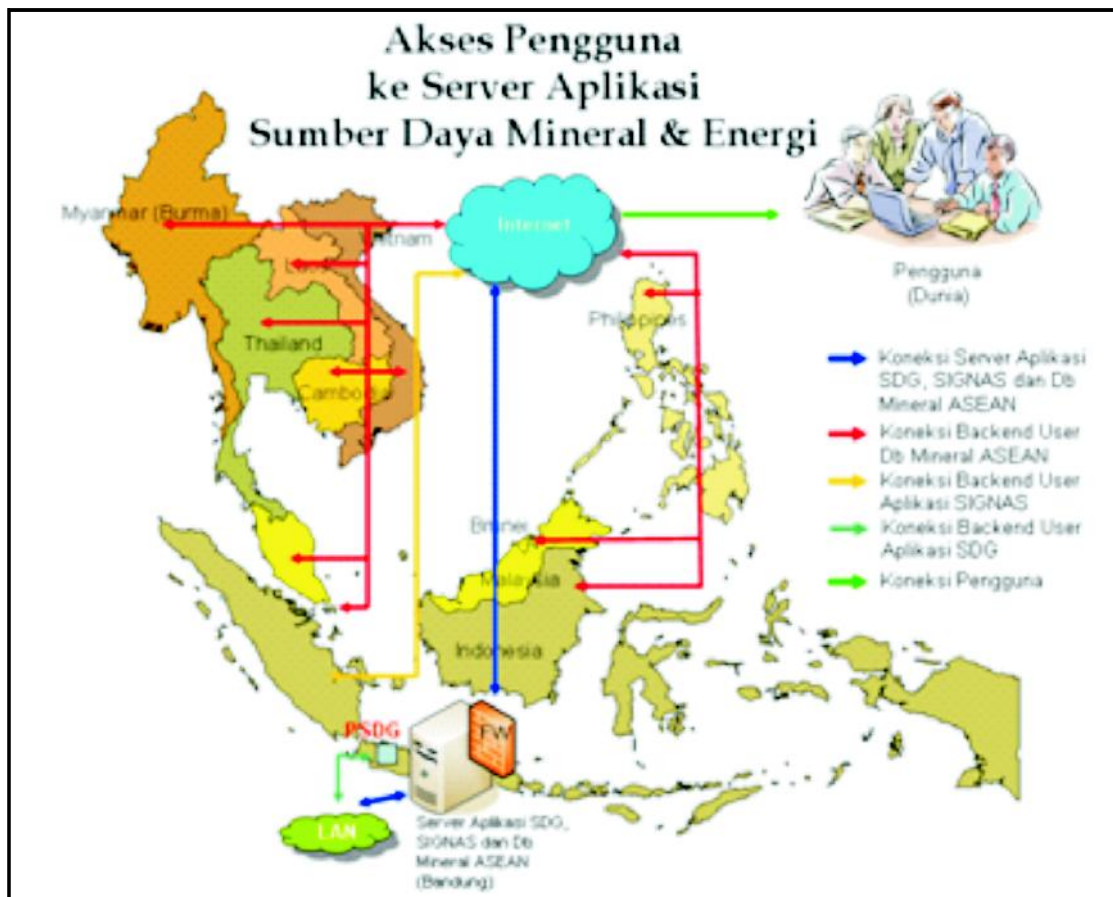 Akses Pengguna
ke Server Aplikasi
Sumber Daya Mineral & Energi
Myanmar (Burma)
Internet
Pengguna
(Dunia)
Philippines
Thailand
Cambodia
Koneksi Server Aplikasi
SDG, SIGNAS dan Db
Mineral ASEAN
Koneksi Backend User
Db Mineral ASEAN
Koneksi Backend User
Aplikasi SIGNAS
Koneksi Backend User
Aplikasi SDG
Koneksi Pengguna
Brunei
Malaysia
Indonesia
PSDG
FW
LAN
Server Aplikasi SDG,
SIGNAS dan Db
Mineral ASEAN
(Bandung)